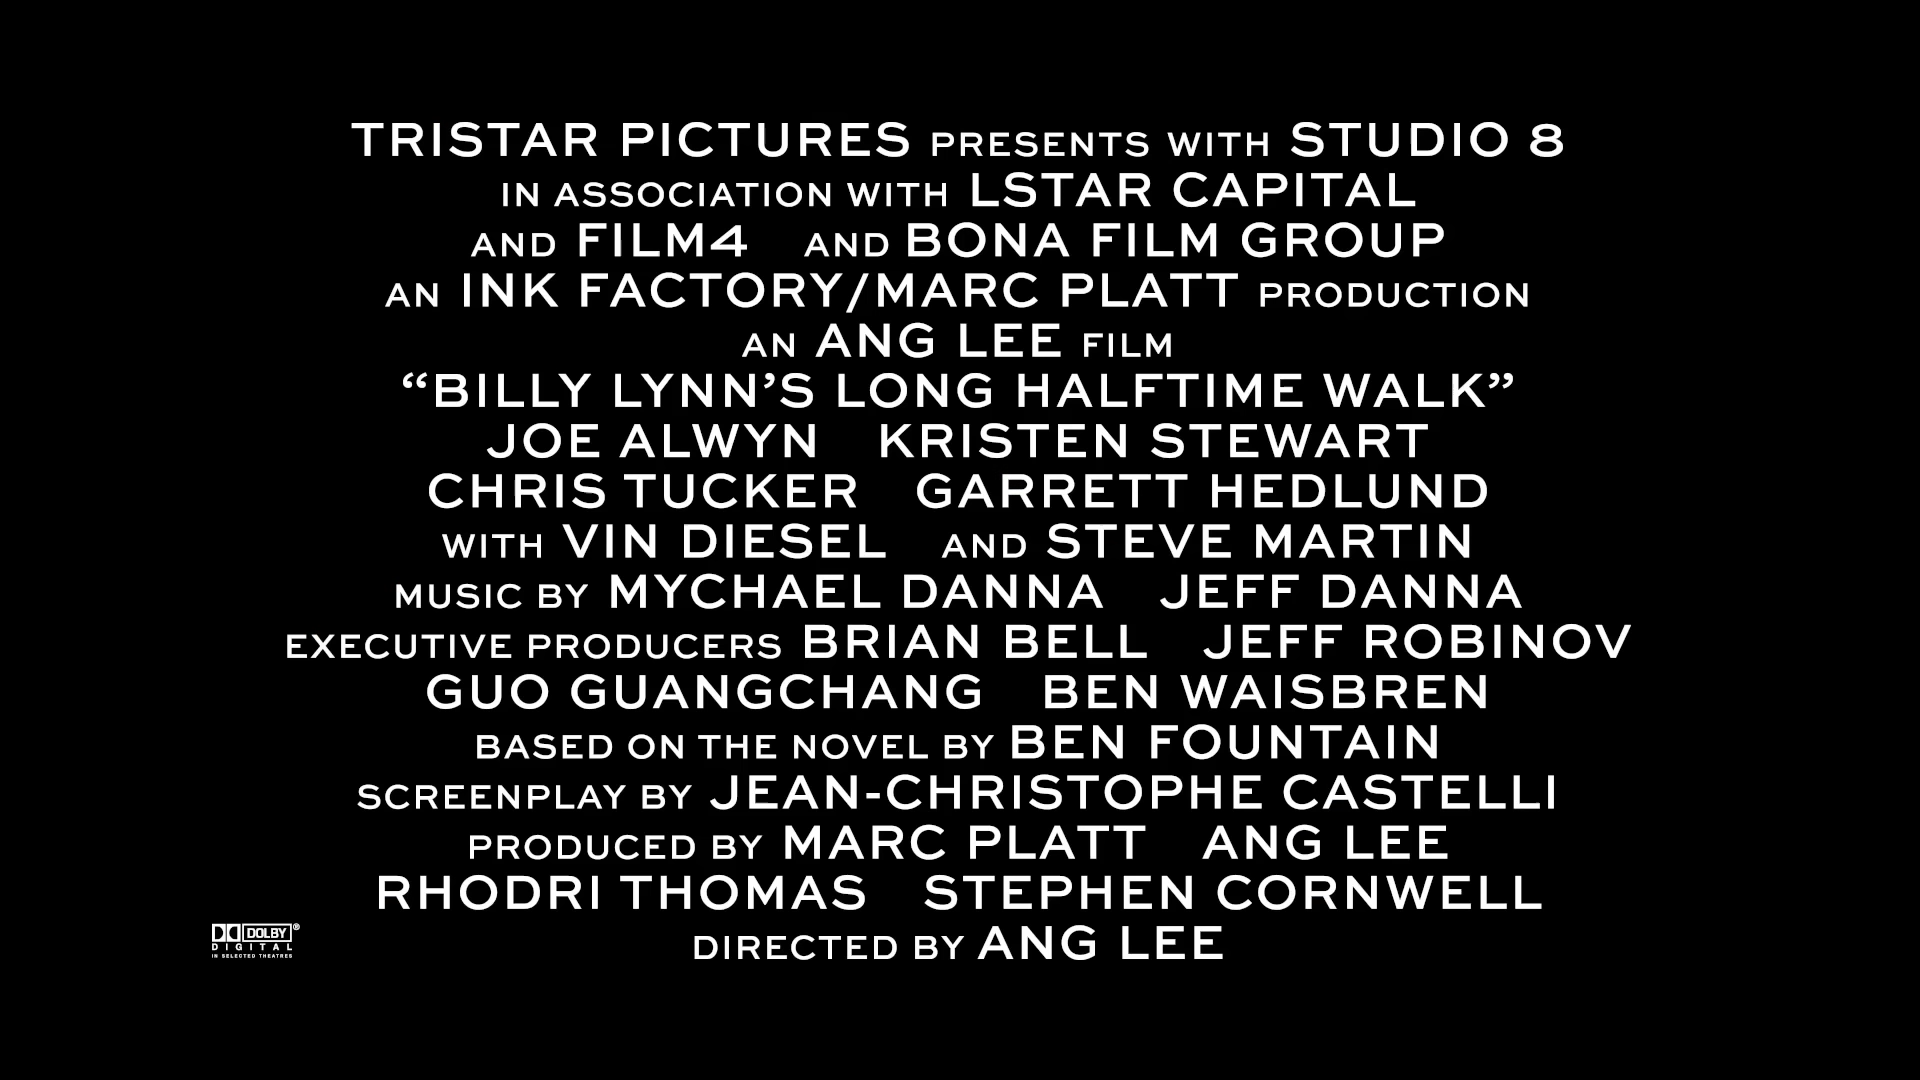 TRISTAR PICTURES PRESENTS WITH STUDIO 8
IN ASSOCIATION WITH LSTAR CAPITAL
AND FILM4 AND BONA FILM GROUP
AN INK FACTORY/MARC PLATT PRODUCTION
AN ANG LEE FILM
“BILLY LYNN’S LONG HALFTIME WALK”
JOE ALWYN KRISTEN STEWART
CHRIS TUCKER GARRETT HEDLUND
WITH VIN DIESEL AND STEVE MARTIN
MUSIC BY MYCHAEL DANNA JEFF DANNA
EXECUTIVE PRODUCERS BRIAN BELL JEFF ROBINOV
GUO GUANGCHANG BEN WAISBREN
BASED ON THE NOVEL BY BEN FOUNTAIN
SCREENPLAY BY JEAN-CHRISTOPHE CASTELLI
PRODUCED BY MARC PLATT ANG LEE
RHODRI THOMAS STEPHEN CORNWELL
DIRECTED BY ANG LEE
DOLBY®
DIGITAL
IN SELECTED THEATRES